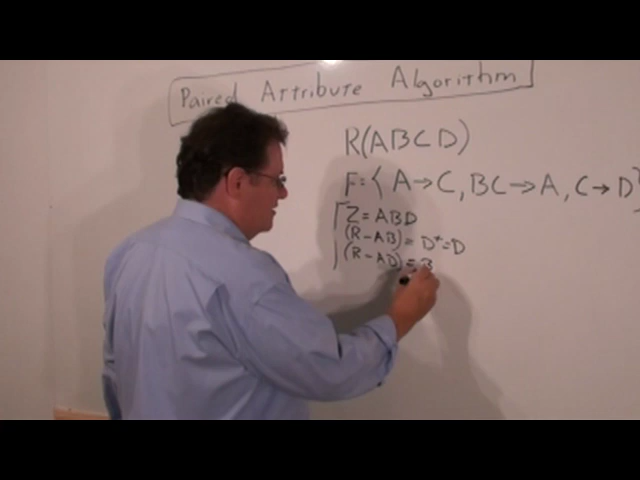 Paired Attribute Algorithm
R(ABCD)
F={A→C, BC→A, C→D}
Z=ABD
(R-AB)= D⁺=D
(R-AD)=B